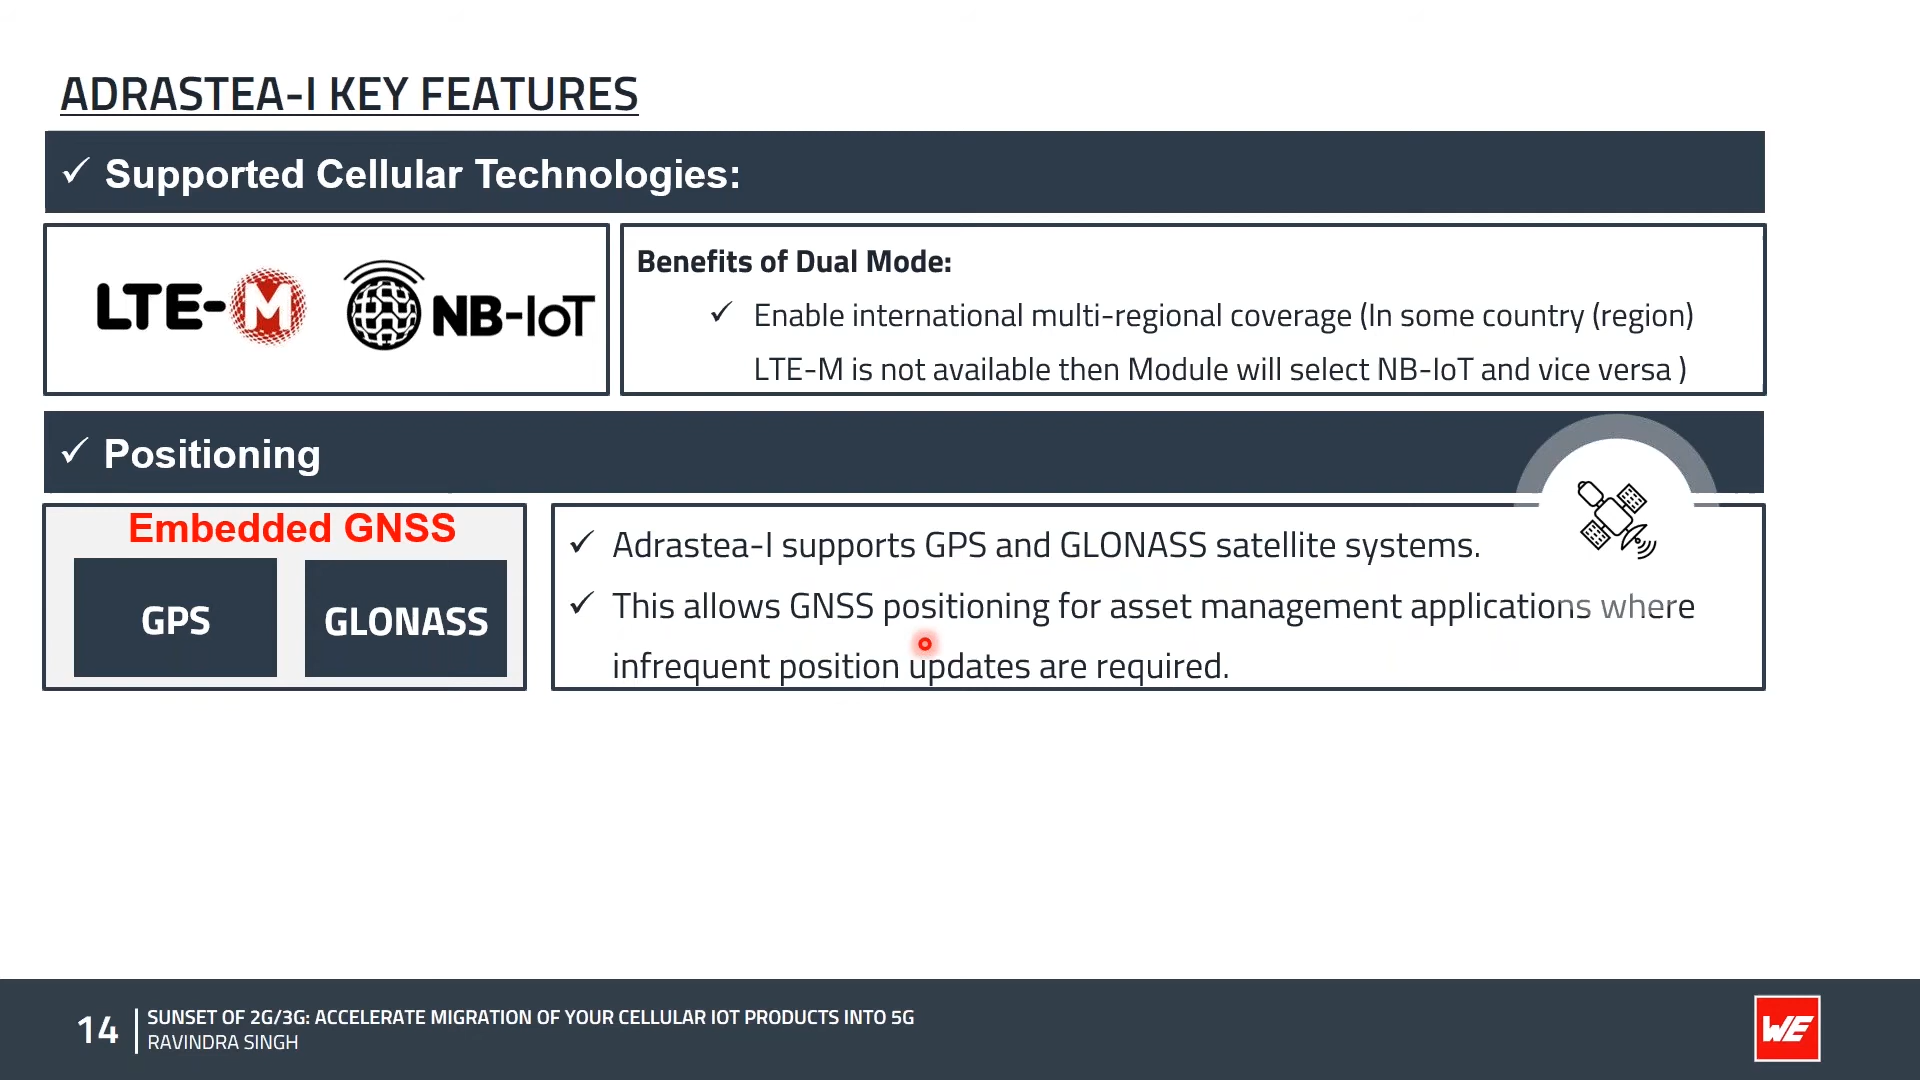 ADRASTEA-I KEY FEATURES
✓ Supported Cellular Technologies:
LTE-M NB-IoT
Benefits of Dual Mode:
✓ Enable international multi-regional coverage (In some country (region)
LTE-M is not available then Module will select NB-IoT and vice versa )
✓ Positioning
Embedded GNSS
GPS GLONASS
✓ Adrastea-I supports GPS and GLONASS satellite systems.
✓ This allows GNSS positioning for asset management applications where
infrequent position updates are required.
14
SUNSET OF 2G/3G: ACCELERATE MIGRATION OF YOUR CELLULAR IOT PRODUCTS INTO 5G
RAVINDRA SINGH
WE